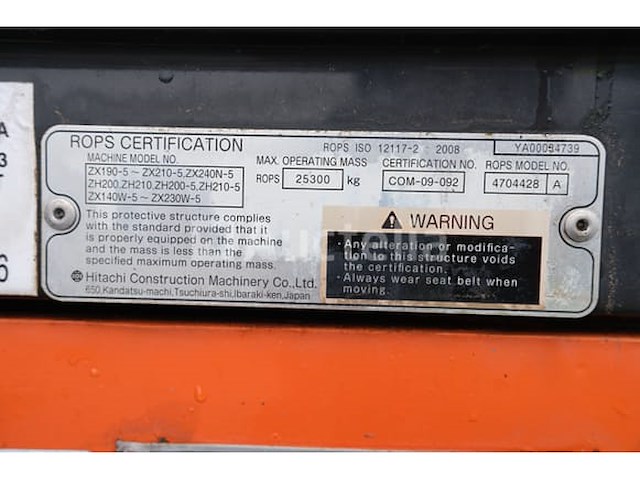 ROPS CERTIFICATION
ROPS ISO 12117-2 : 2008
YA00094739
MACHINE MODEL NO.
ZX190-5 ~ ZX210-5,ZX240N-5
ZH200,ZH210,ZH200-5,ZH210-5
ZX140W-5 ~ ZX230W-5
MAX. OPERATING MASS
ROPS 25300 kg
CERTIFICATION NO.
COM-09-092
ROPS MODEL NO.
4704428 A
This protective structure complies
with the standard provided that it
is properly equipped on the machine
and the mass is less than the
specified maximum operating mass.
Hitachi Construction Machinery Co.,Ltd.
650,Kandatsu-machi,Tsuchiura-shi,Ibaraki-ken,Japan
WARNING
·Any alteration or modifica-
tion to this structure voids
the certification.
·Always wear seat belt when
moving.
A
3
T
6